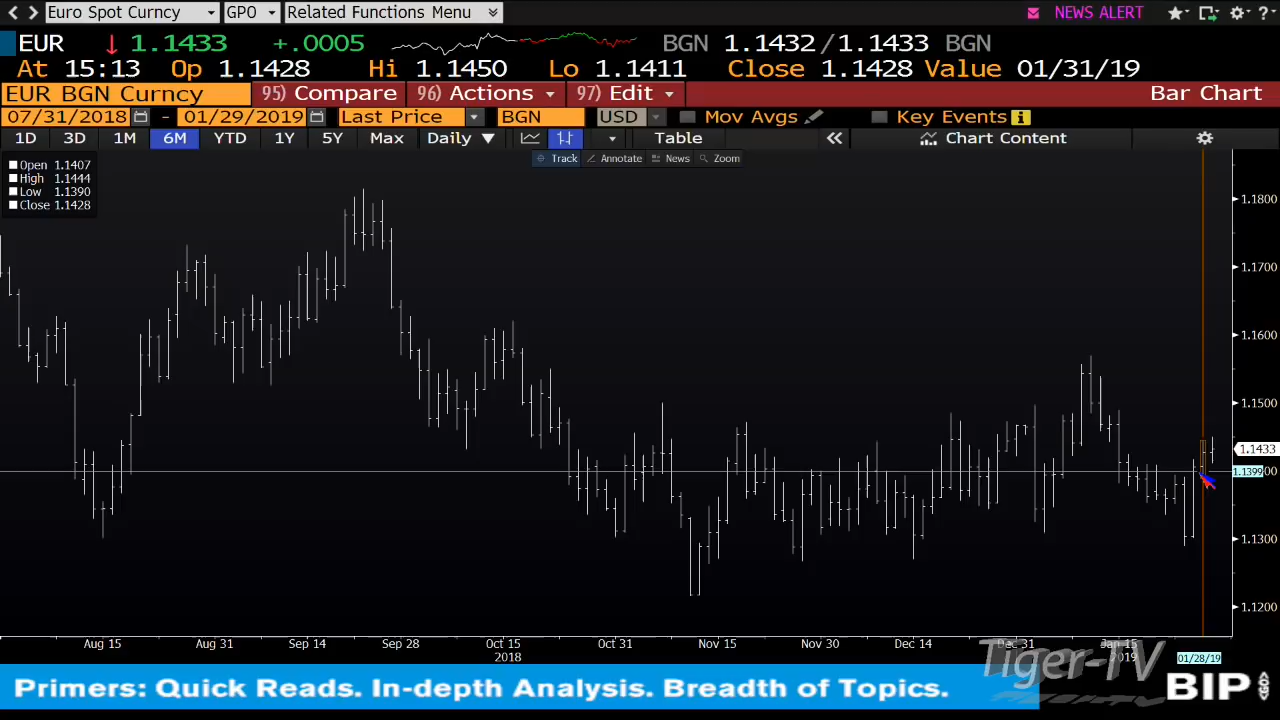 Euro Spot Curncy GPO Related Functions Menu NEWS ALERT
EUR 1.1433 +.0005 BGN 1.1432/1.1433 BGN
At 15:13 Op 1.1428 Hi 1.1450 Lo 1.1411 Close 1.1428 Value 01/31/19
EUR BGN Curncy 95) Compare 96) Actions 97) Edit Bar Chart
07/31/2018 - 01/29/2019 Last Price BGN USD Mov Avgs Key Events
1D 3D 1M 6M YTD 1Y 5Y Max Daily Table Chart Content
Track Annotate News Zoom
Open 1.1407
High 1.1444
Low 1.1390
Close 1.1428
1.1800
1.1700
1.1600
1.1500
1.1433
1.1399
1.1300
1.1200
Aug 15 Aug 31 Sep 14 Sep 28 Oct 15 Oct 31 Nov 15 Nov 30 Dec 14 Dec 31 Jan 15
2018 2019 01/28/19
Tiger-TV
Primers: Quick Reads. In-depth Analysis. Breadth of Topics. BIP GO